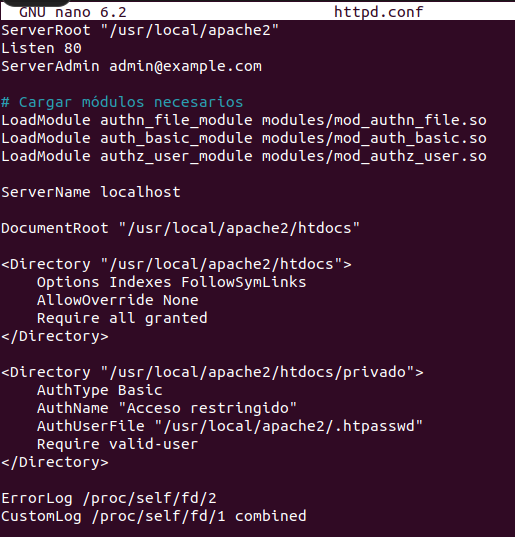 GNU nano 6.2 httpd.conf
ServerRoot "/usr/local/apache2"
Listen 80
ServerAdmin admin@example.com
# Cargar módulos necesarios
LoadModule authn_file_module modules/mod_authn_file.so
LoadModule auth_basic_module modules/mod_auth_basic.so
LoadModule authz_user_module modules/mod_authz_user.so
ServerName localhost
DocumentRoot "/usr/local/apache2/htdocs"
<Directory "/usr/local/apache2/htdocs">
    Options Indexes FollowSymLinks
    AllowOverride None
    Require all granted
</Directory>
<Directory "/usr/local/apache2/htdocs/privado">
    AuthType Basic
    AuthName "Acceso restringido"
    AuthUserFile "/usr/local/apache2/.htpasswd"
    Require valid-user
</Directory>
ErrorLog /proc/self/fd/2
CustomLog /proc/self/fd/1 combined